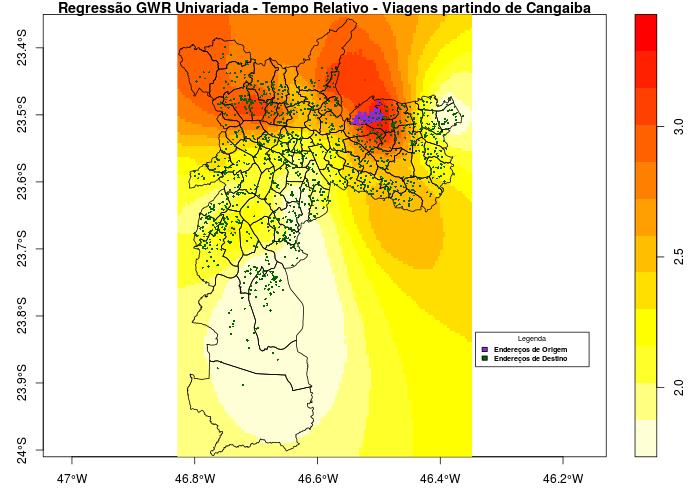 Regressão GWR Univariada - Tempo Relativo - Viagens partindo de Cangaiba
23.4°S
23.5°S
23.6°S
23.7°S
23.8°S
23.9°S
24°S
47°W
46.8°W
46.6°W
46.4°W
46.2°W
3.0
2.5
2.0
Legenda
Endereços de Origem
Endereços de Destino